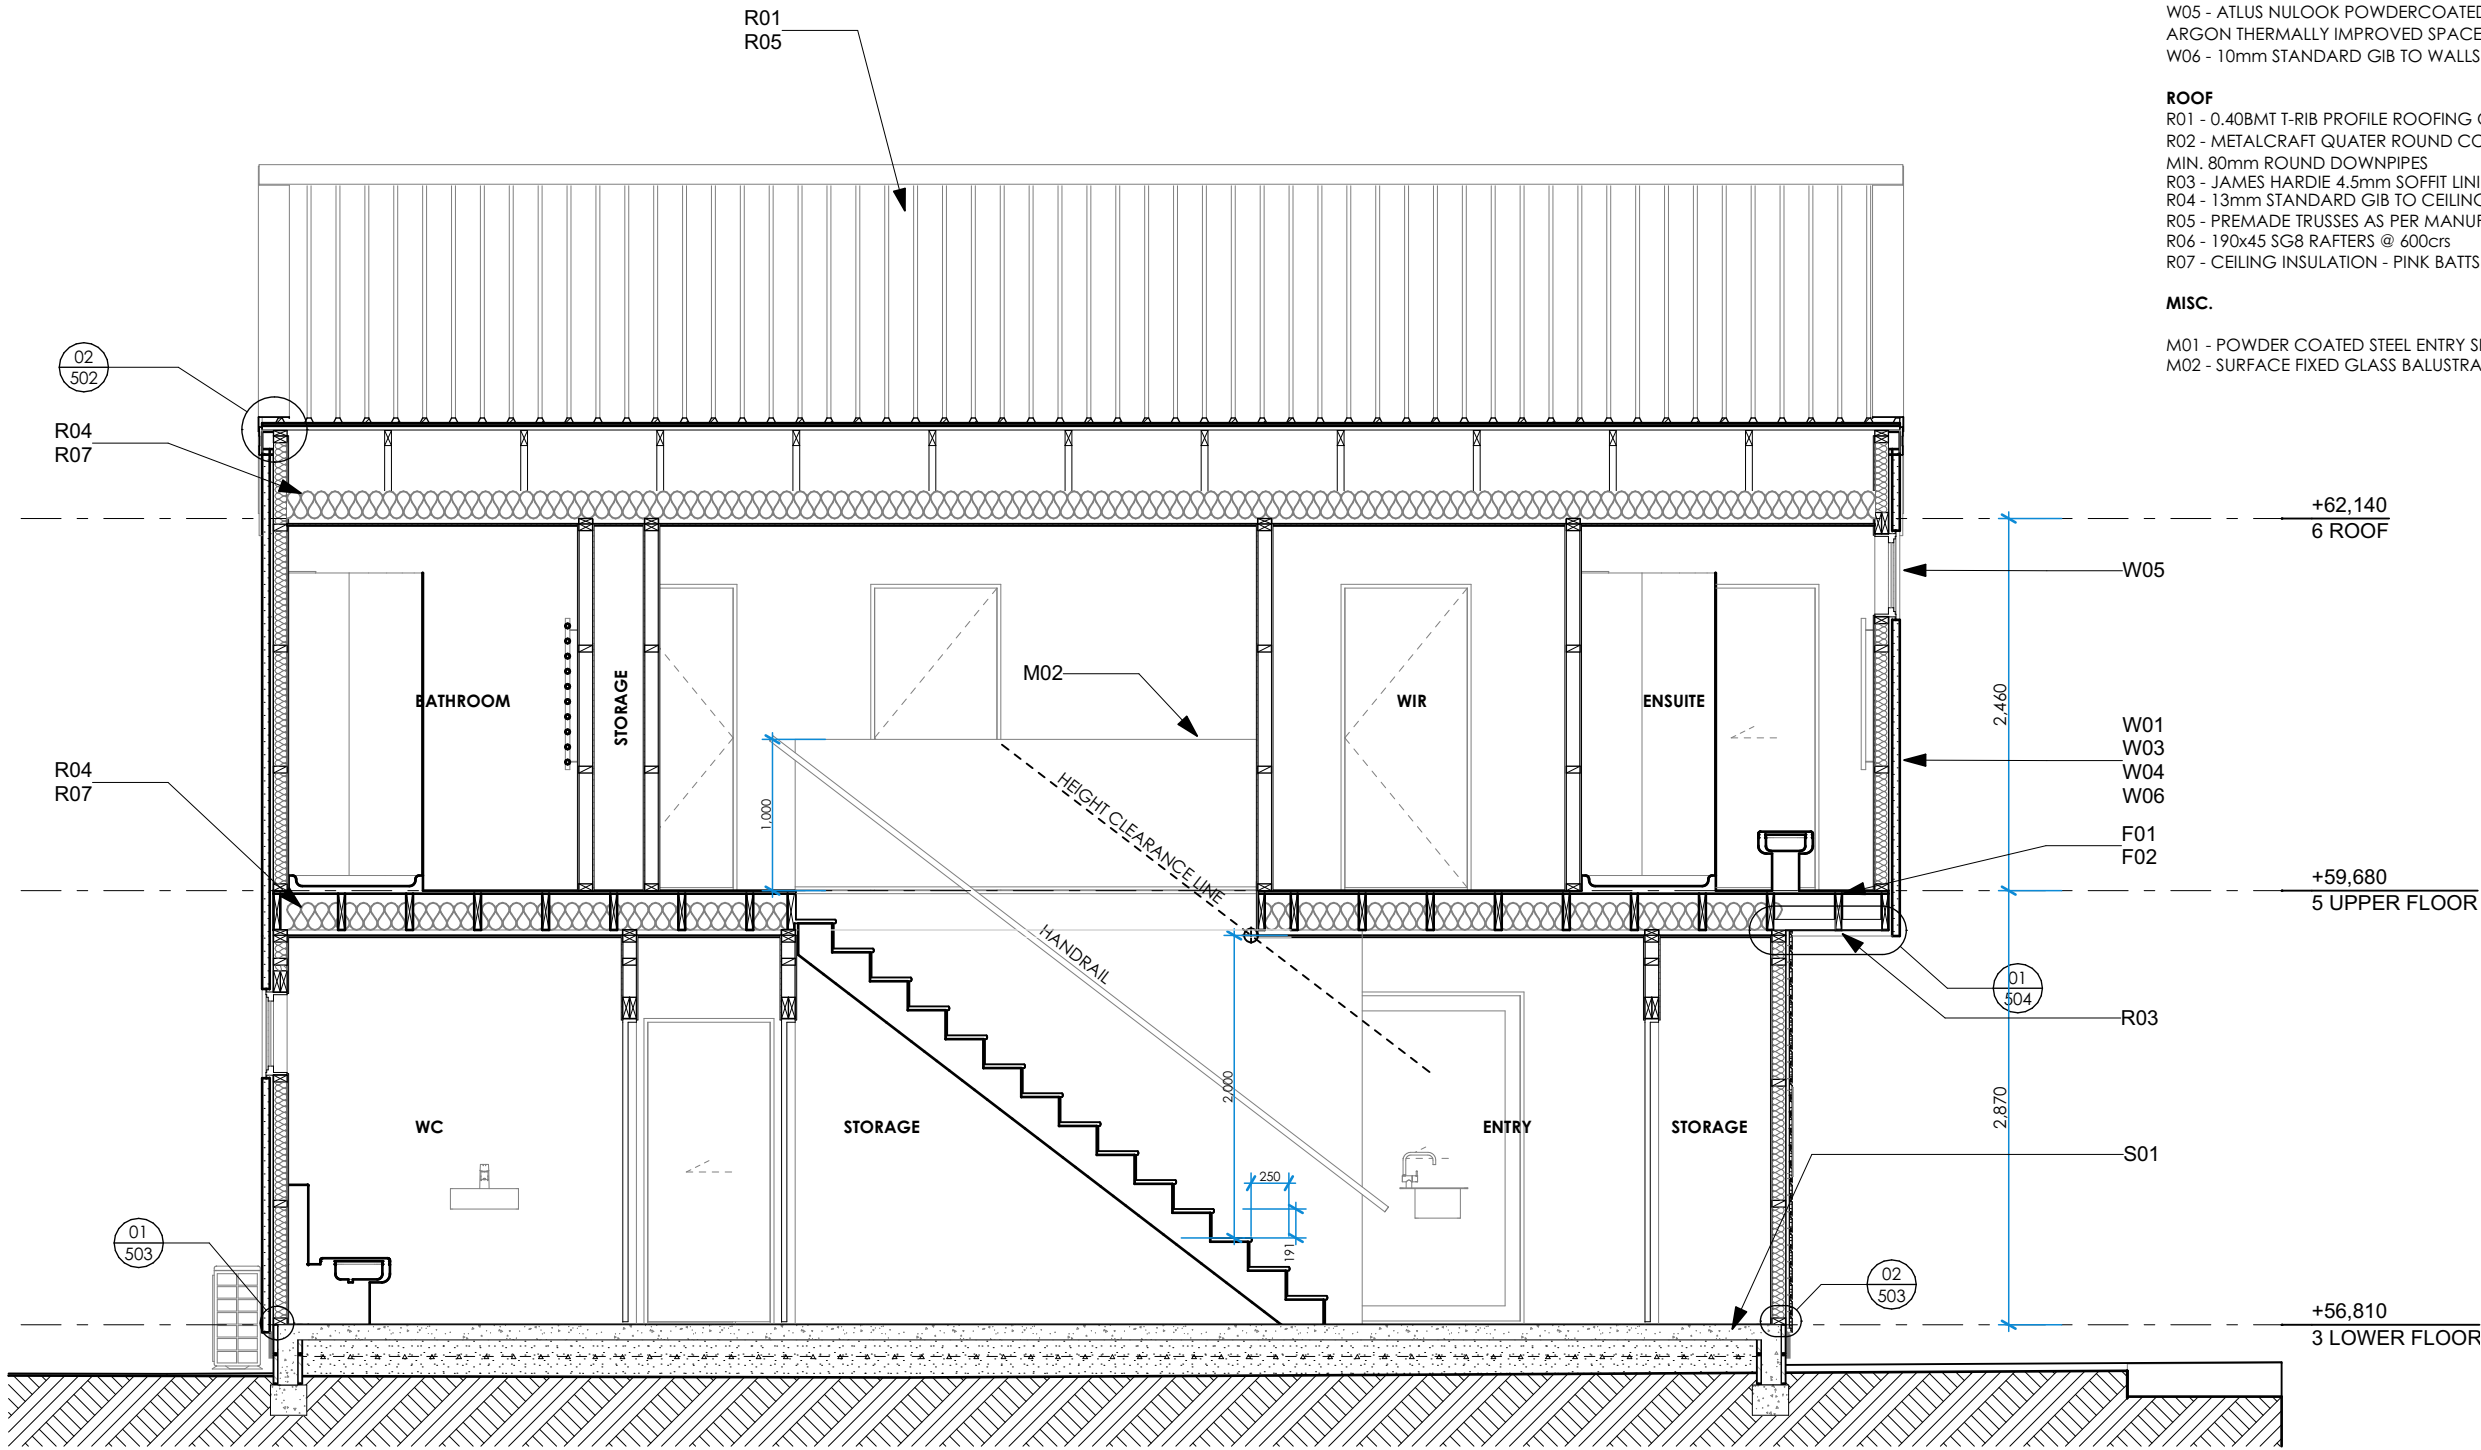 R01
R05
W05 - ATLUS NULOOK POWDERCOATED
ARGON THERMALLY IMPROVED SPACE
W06 - 10mm STANDARD GIB TO WALLS
ROOF
R01 - 0.40BMT T-RIB PROFILE ROOFING
R02 - METALCRAFT QUATER ROUND CO
MIN. 80mm ROUND DOWNPIPES
R03 - JAMES HARDIE 4.5mm SOFFIT LINI
R04 - 13mm STANDARD GIB TO CEILING
R05 - PREMADE TRUSSES AS PER MANUF
R06 - 190x45 SG8 RAFTERS @ 600crs
R07 - CEILING INSULATION - PINK BATTS
MISC.
M01 - POWDER COATED STEEL ENTRY
M02 - SURFACE FIXED GLASS BALUSTRA
02
502
R04
R07
+62,140
6 ROOF
W05
M02
BATHROOM
STORAGE
WIR
ENSUITE
2,460
W01
W03
W04
W06
R04
R07
1,000
HEIGHT CLEARANCE LINE
F01
F02
+59,680
5 UPPER FLOOR
HANDRAIL
01
504
R03
2,000
2,870
WC
STORAGE
ENTRY
STORAGE
S01
250
191
01
503
02
503
+56,810
3 LOWER FLOOR